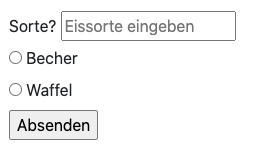 Sorte? Eissorte eingeben
Becher
Waffel
Absenden